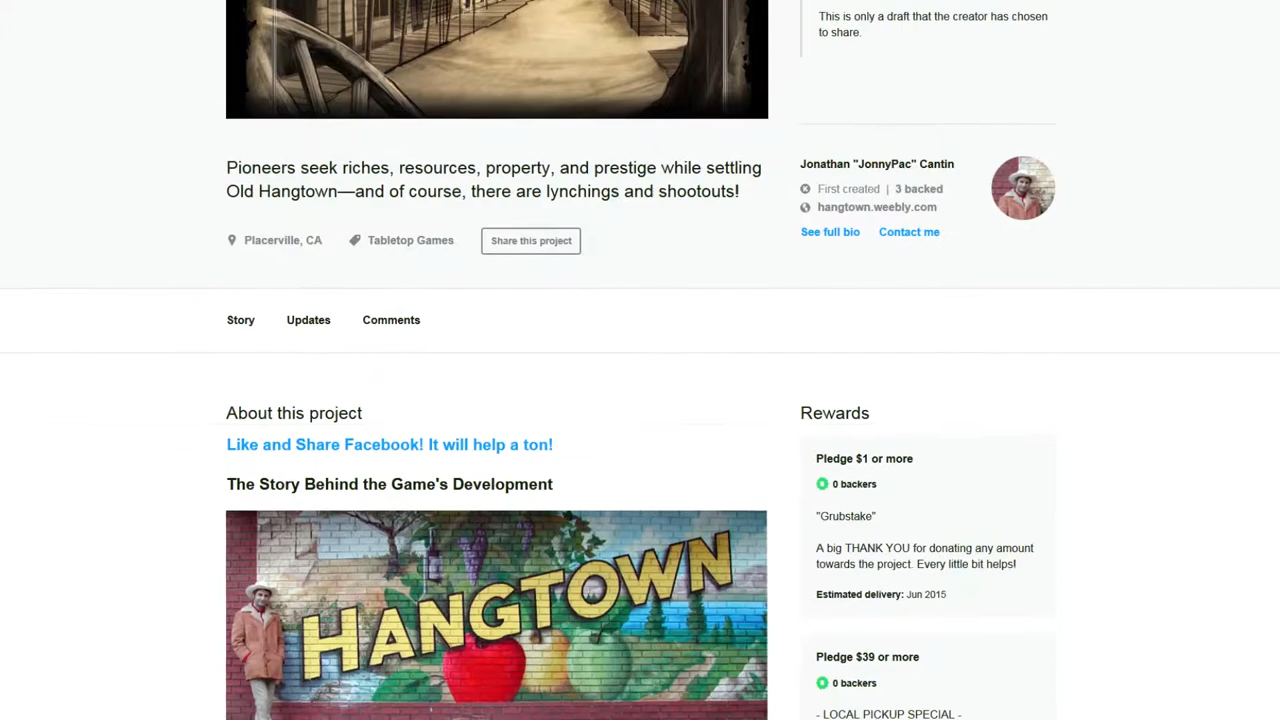 This is only a draft that the creator has chosen
to share.
Pioneers seek riches, resources, property, and prestige while settling
Old Hangtown—and of course, there are lynchings and shootouts!
Placerville, CA
Tabletop Games
Share this project
Jonathan "JonnyPac" Cantin
First created | 3 backed
hangtown.weebly.com
See full bio
Contact me
Story
Updates
Comments
About this project
Like and Share Facebook! It will help a ton!
The Story Behind the Game's Development
HANGTOWN
Rewards
Pledge $1 or more
0 backers
"Grubstake"
A big THANK YOU for donating any amount
towards the project. Every little bit helps!
Estimated delivery: Jun 2015
Pledge $39 or more
0 backers
- LOCAL PICKUP SPECIAL -